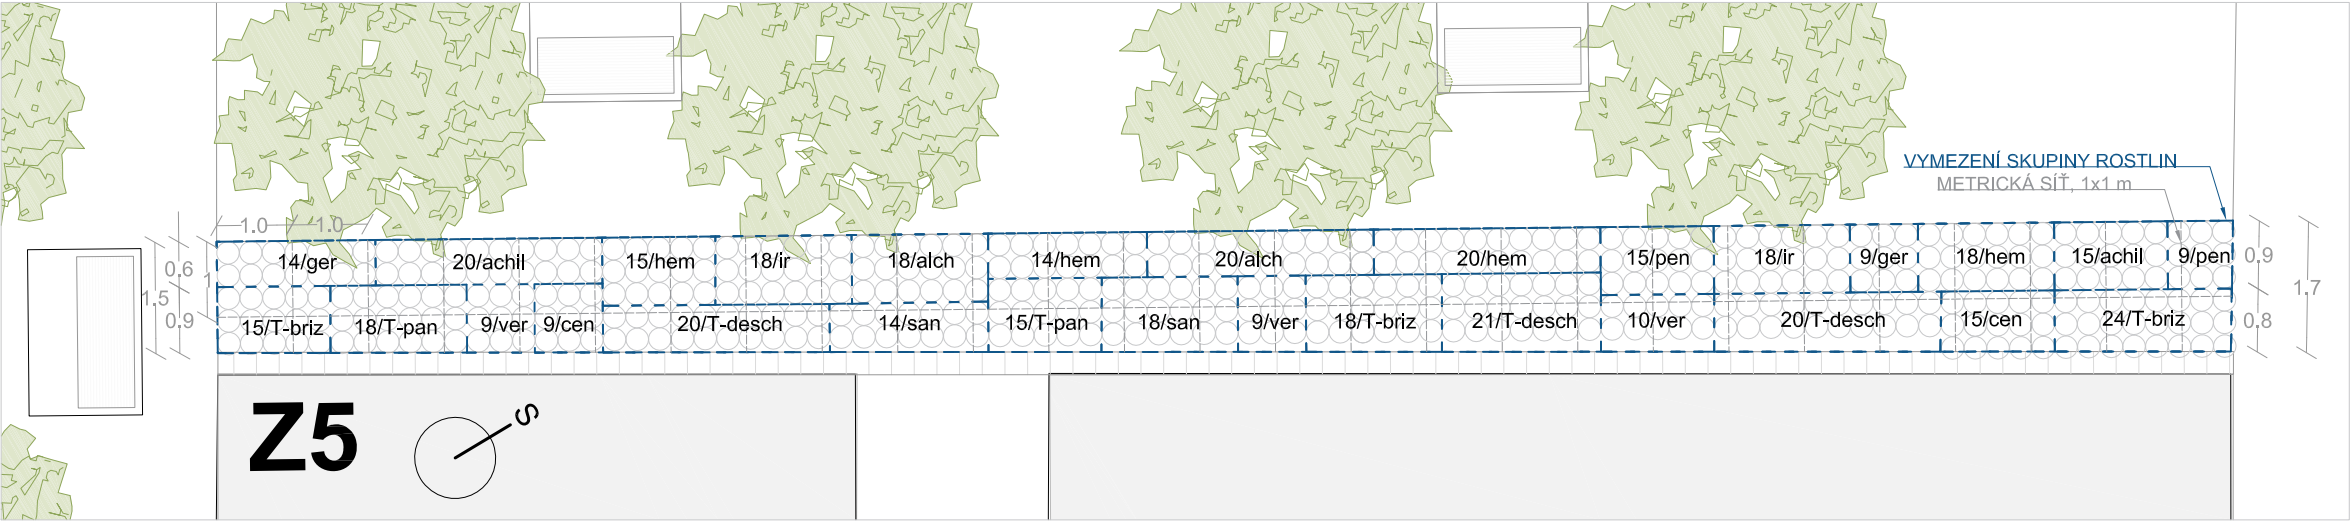 VYMEZENÍ SKUPINY ROSTLIN
METRICKÁ SÍŤ, 1x1 m
1.0 1.0
0.6 1 14/ger 20/achil 15/hem 18/ir 18/alch 14/hem 20/alch 20/hem 15/pen 18/ir 9/ger 18/hem 15/achil 9/pen 0.9
1.5 1.7
0.9 15/T-briz 18/T-pan 9/ver 9/cen 20/T-desch 14/san 15/T-pan 18/san 9/ver 18/T-briz 21/T-desch 10/ver 20/T-desch 15/cen 24/T-briz 0.8
Z5 S